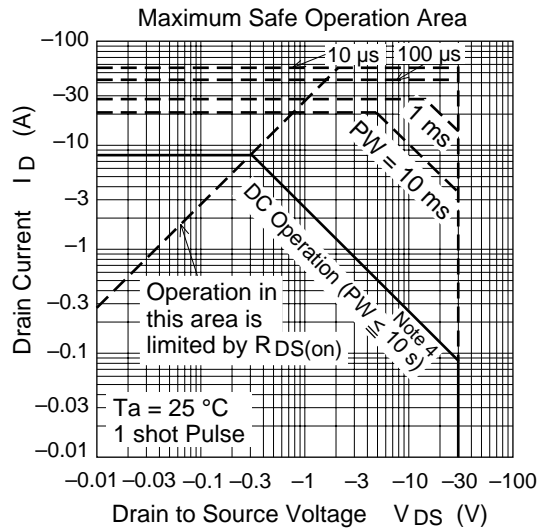 Maximum Safe Operation Area
Drain Current I D (A)
–100
–30
–10
–3
–1
–0.3
–0.1
–0.03
–0.01
10 µs
100 µs
1 ms
PW = 10 ms
DC Operation (PW ≦ 10 s)
Note 4
Operation in
this area is
limited by R DS(on)
Ta = 25 °C
1 shot Pulse
–0.01 –0.03 –0.1 –0.3 –1 –3 –10 –30 –100
Drain to Source Voltage V DS (V)